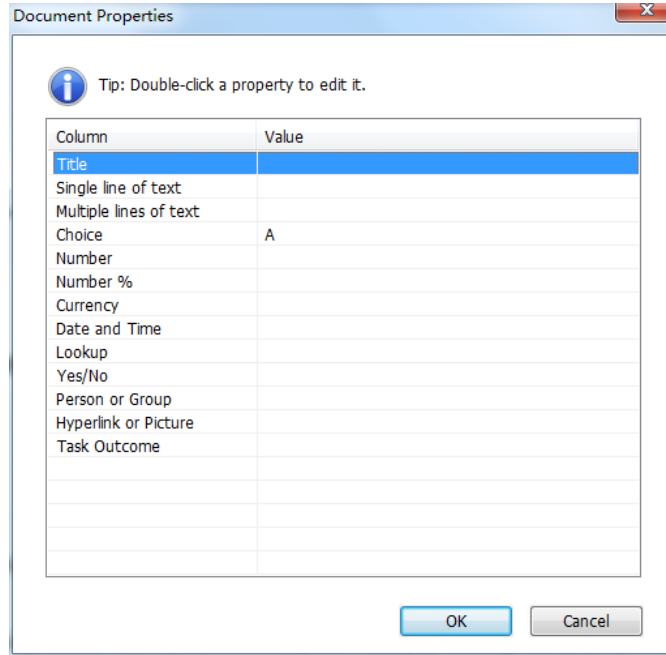 Document Properties
Tip: Double-click a property to edit it.
Column Value
Title
Single line of text
Multiple lines of text
Choice A
Number
Number %
Currency
Date and Time
Lookup
Yes/No
Person or Group
Hyperlink or Picture
Task Outcome
OK Cancel